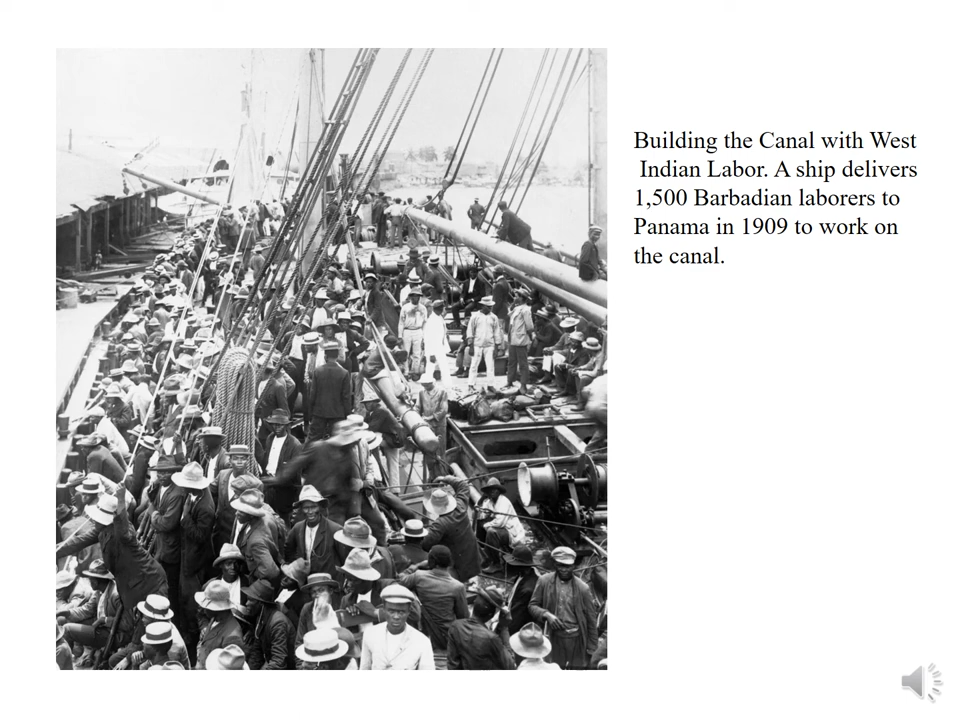 Building the Canal with West
Indian Labor. A ship delivers
1,500 Barbadian laborers to
Panama in 1909 to work on
the canal.